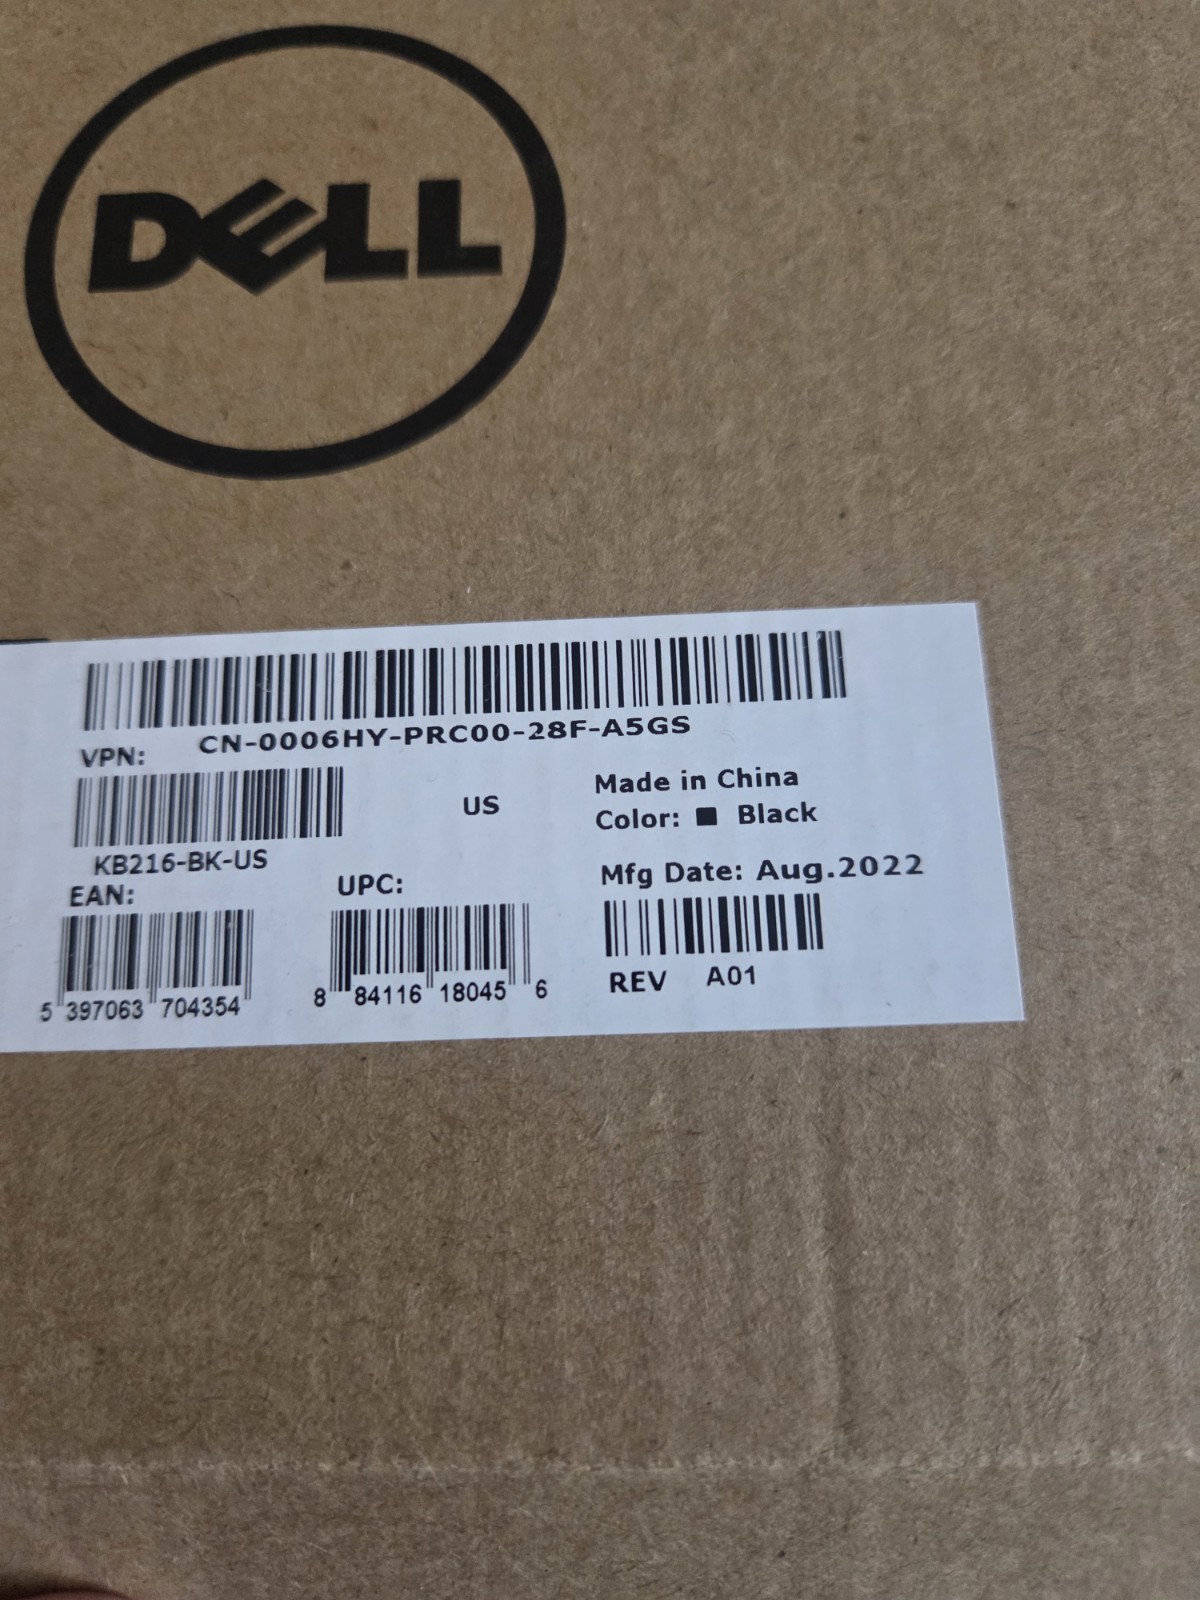 DELL
CN-0006HY-PRC00-28F-A5GS
VPN:
US
Made in China
Color: ■ Black
KB216-BK-US
Mfg Date: Aug.2022
EAN:
UPC:
5 397063 704354
8 84116 18045 6
REV A01